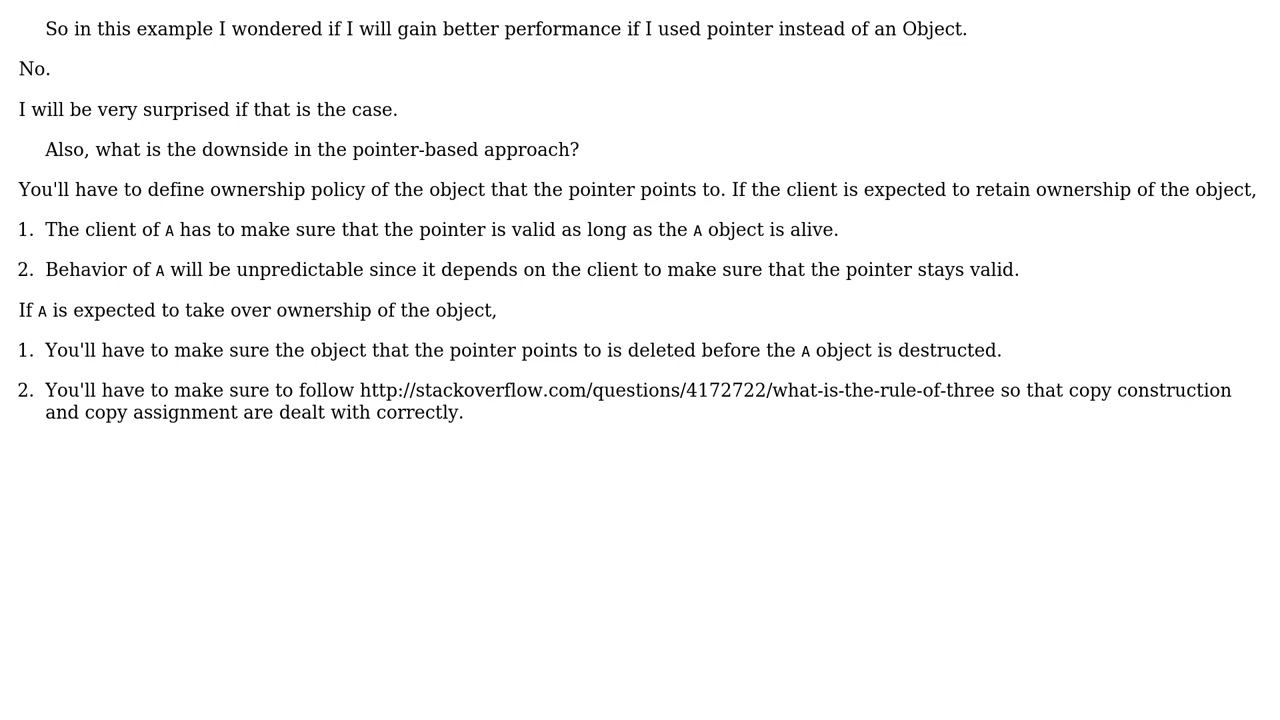 So in this example I wondered if I will gain better performance if I used pointer instead of an Object.
No.
I will be very surprised if that is the case.
Also, what is the downside in the pointer-based approach?
You'll have to define ownership policy of the object that the pointer points to. If the client is expected to retain ownership of the object,
1. The client of A has to make sure that the pointer is valid as long as the A object is alive.
2. Behavior of A will be unpredictable since it depends on the client to make sure that the pointer stays valid.
If A is expected to take over ownership of the object,
1. You'll have to make sure the object that the pointer points to is deleted before the A object is destructed.
2. You'll have to make sure to follow http://stackoverflow.com/questions/4172722/what-is-the-rule-of-three so that copy construction
and copy assignment are dealt with correctly.